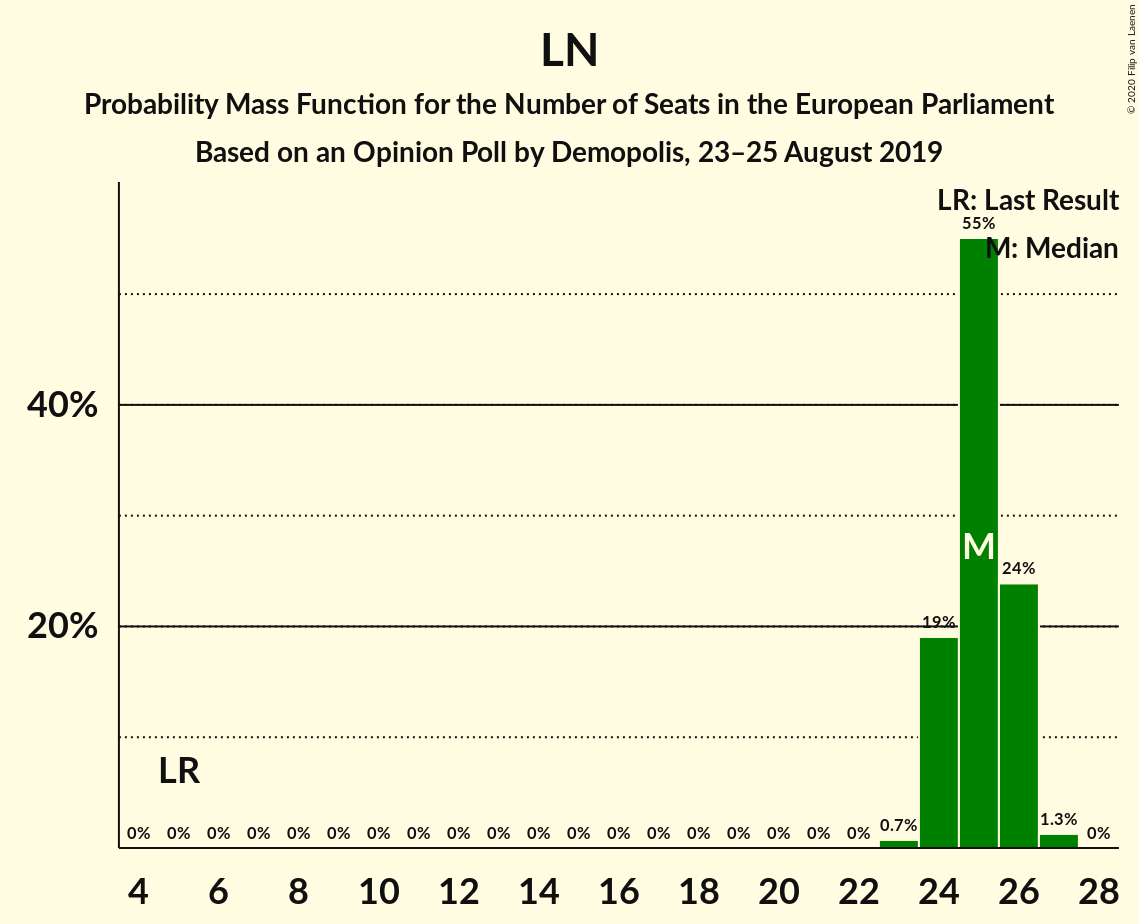 LN
Probability Mass Function for the Number of Seats in the European Parliament
Based on an Opinion Poll by Demopolis, 23–25 August 2019
© 2020 Filip van Laenen
LR: Last Result
M: Median
55%
40%
M
24%
20%
19%
LR
0% 0% 0% 0% 0% 0% 0% 0% 0% 0% 0% 0% 0% 0% 0% 0% 0% 0% 0% 0.7% 1.3% 0%
4 6 8 10 12 14 16 18 20 22 24 26 28